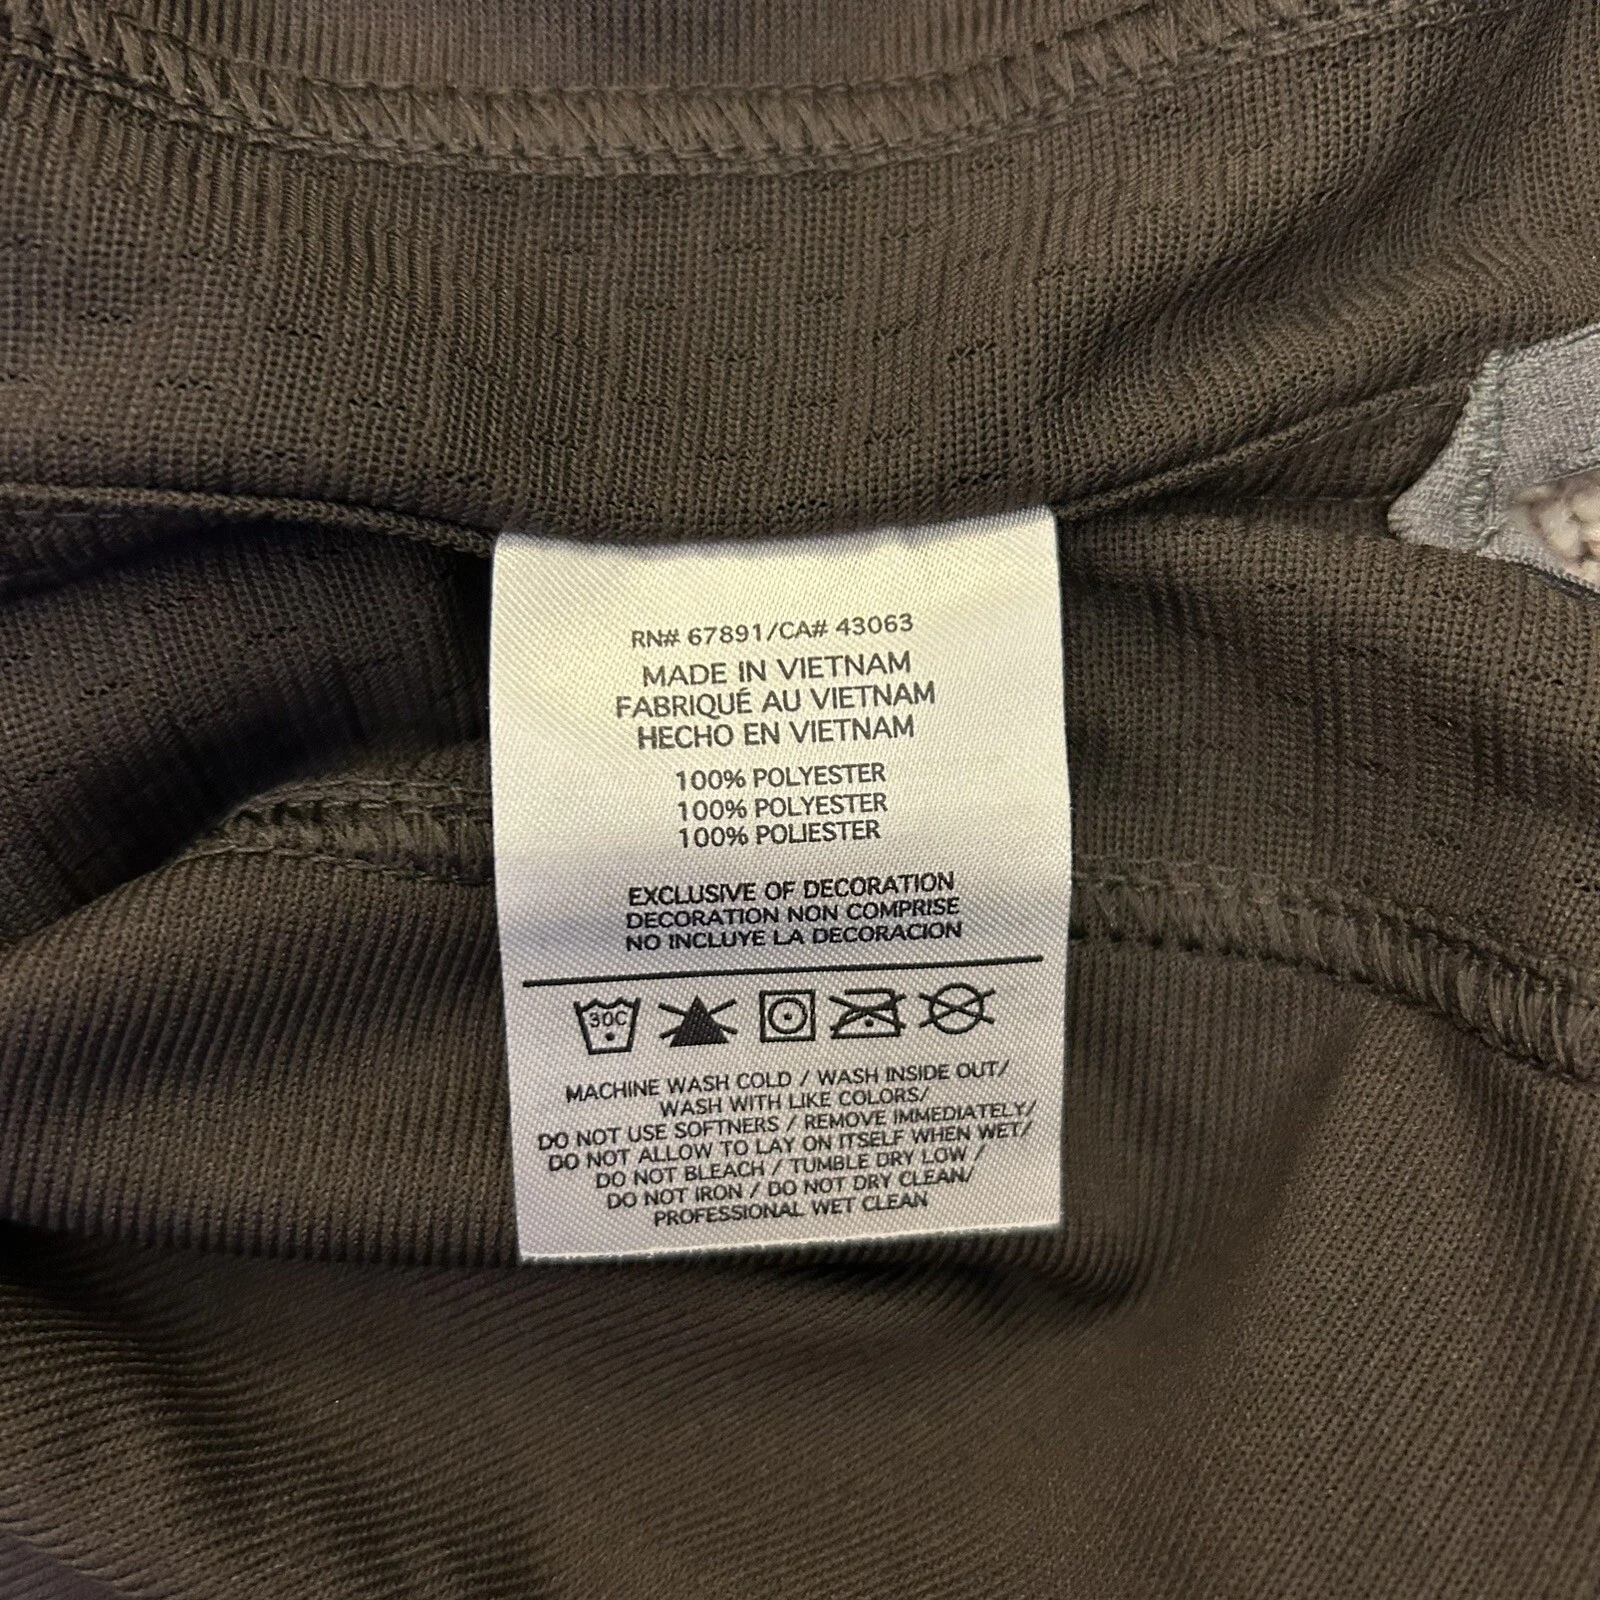 RN# 67891/CA# 43063
MADE IN VIETNAM
FABRIQUÉ AU VIETNAM
HECHO EN VIETNAM
100% POLYESTER
100% POLYESTER
100% POLIESTER
EXCLUSIVE OF DECORATION
DECORATION NON COMPRISE
NO INCLUYE LA DECORACION
30C
MACHINE WASH COLD / WASH INSIDE OUT/
WASH WITH LIKE COLORS/
DO NOT USE SOFTNERS / REMOVE IMMEDIATELY/
DO NOT ALLOW TO LAY ON ITSELF WHEN WET/
DO NOT BLEACH / TUMBLE DRY LOW /
DO NOT IRON / DO NOT DRY CLEAN/
PROFESSIONAL WET CLEAN